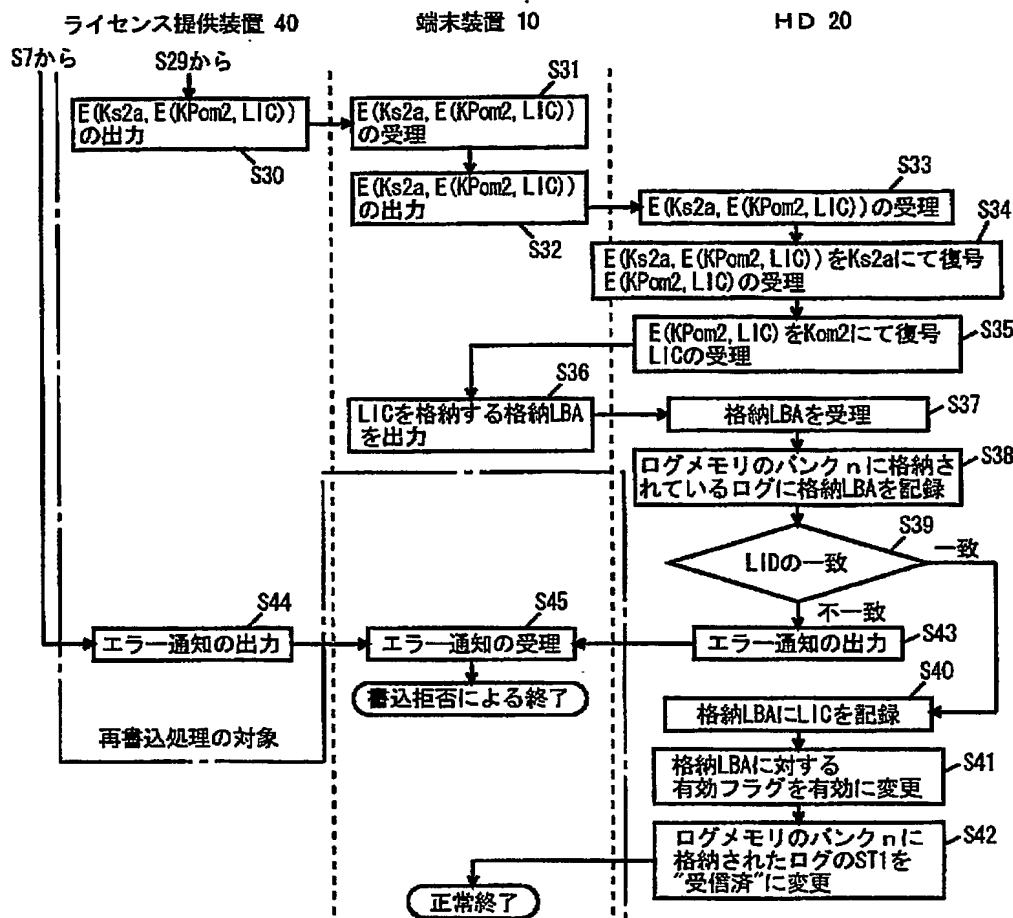 ライセンス提供装置 40
端末装置 10
HD 20
S7から
S29から
E(Ks2a, E(KPom2, LIC))
の出力
S30
S31
E(Ks2a, E(KPom2, LIC))
の受理
E(Ks2a, E(KPom2, LIC))
の出力
S32
S33
E(Ks2a, E(KPom2, LIC))の受理
S34
E(Ks2a, E(KPom2, LIC))をKs2aにて復号
E(KPom2, LIC)の受理
E(KPom2, LIC)をKom2にて復号
LICの受理
S35
S36
LICを格納する格納LBA
を出力
格納LBAを受理
S37
ログメモリのバンクnに格納さ
れているログに格納LBAを記録
S38
S39
LIDの一致
一致
不一致
S44
エラー通知の出力
S45
エラー通知の受理
エラー通知の出力
S43
書込拒否による終了
S40
格納LBAにLICを記録
再書込処理の対象
格納LBAに対する
有効フラグを有効に変更
S41
ログメモリのバンクnに
格納されたログのST1を
"受信済"に変更
S42
正常終了